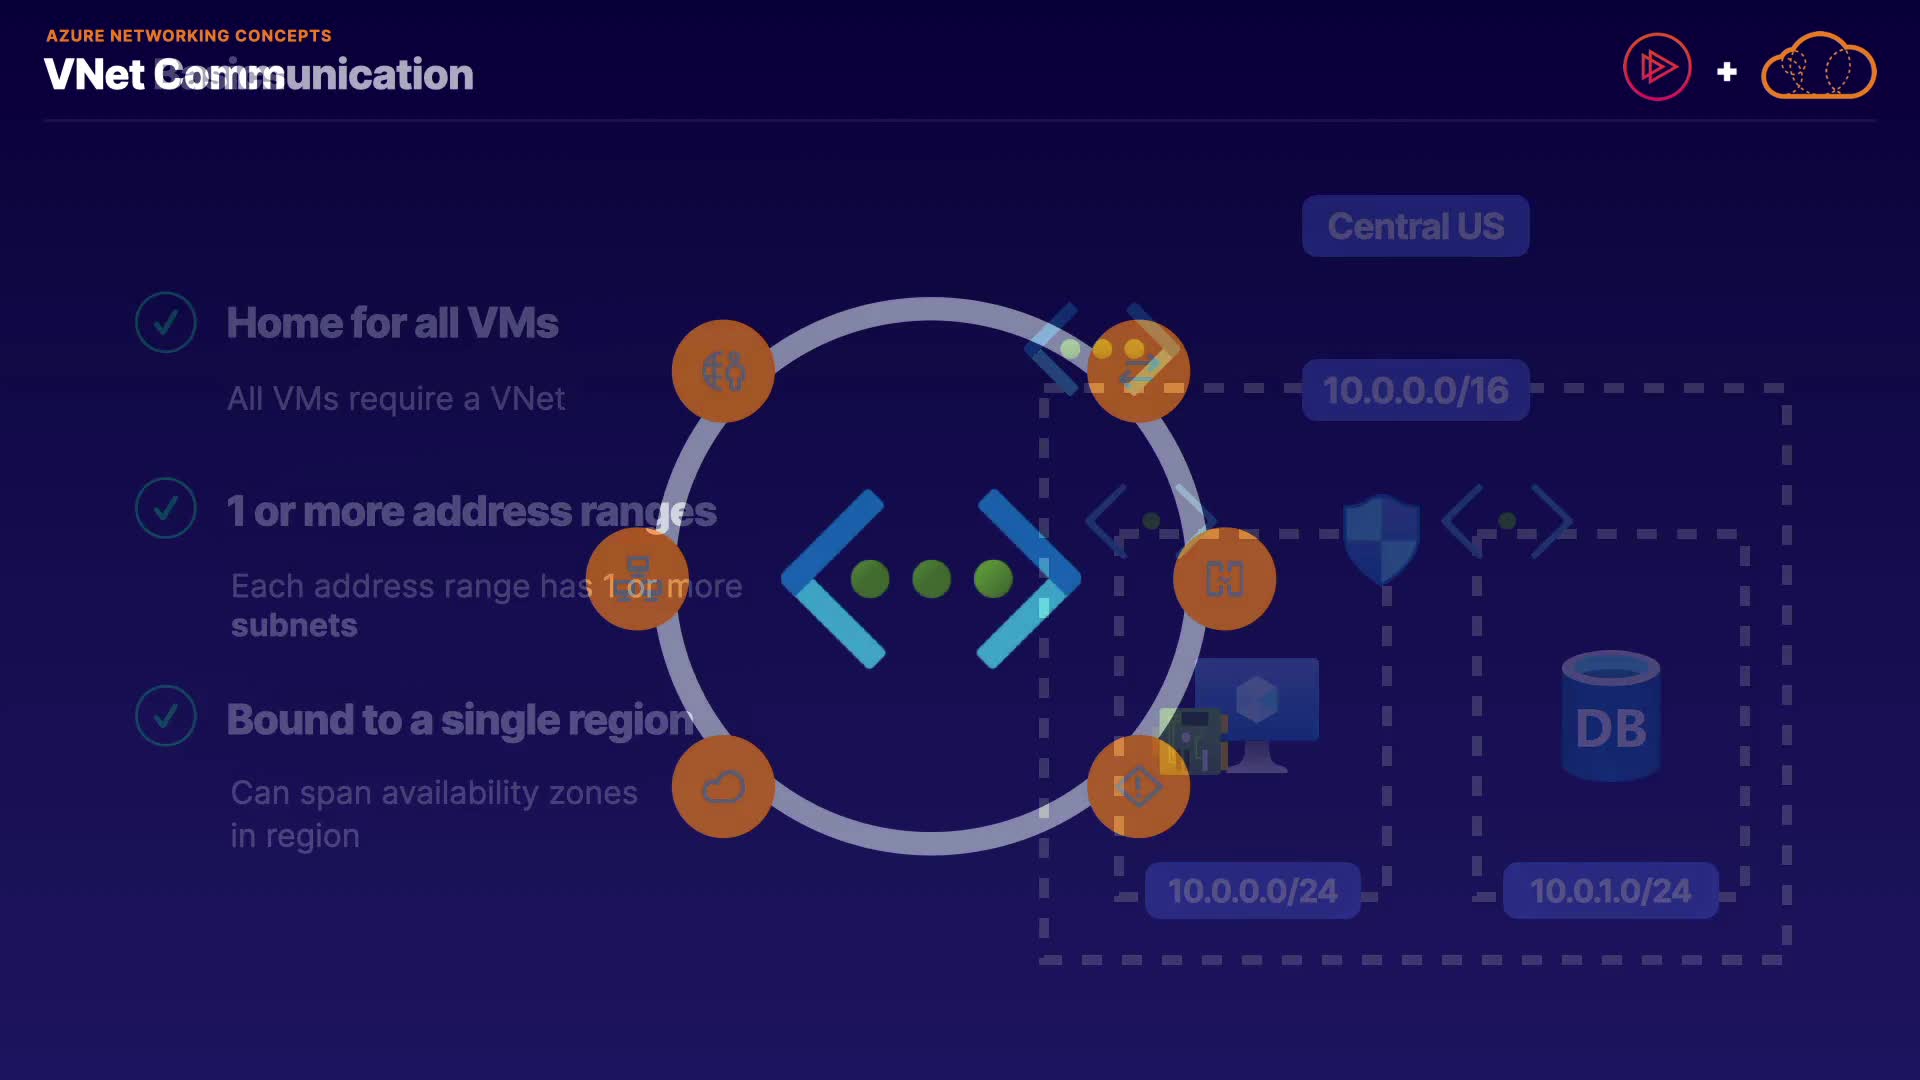 AZURE NETWORKING CONCEPTS
VNet Communication
Basics
Central US
Home for all VMs
All VMs require a VNet
10.0.0.0/16
1 or more address ranges
Each address range has 1 or more
subnets
DB
Bound to a single region
Can span availability zones
in region
10.0.0.0/24
10.0.1.0/24